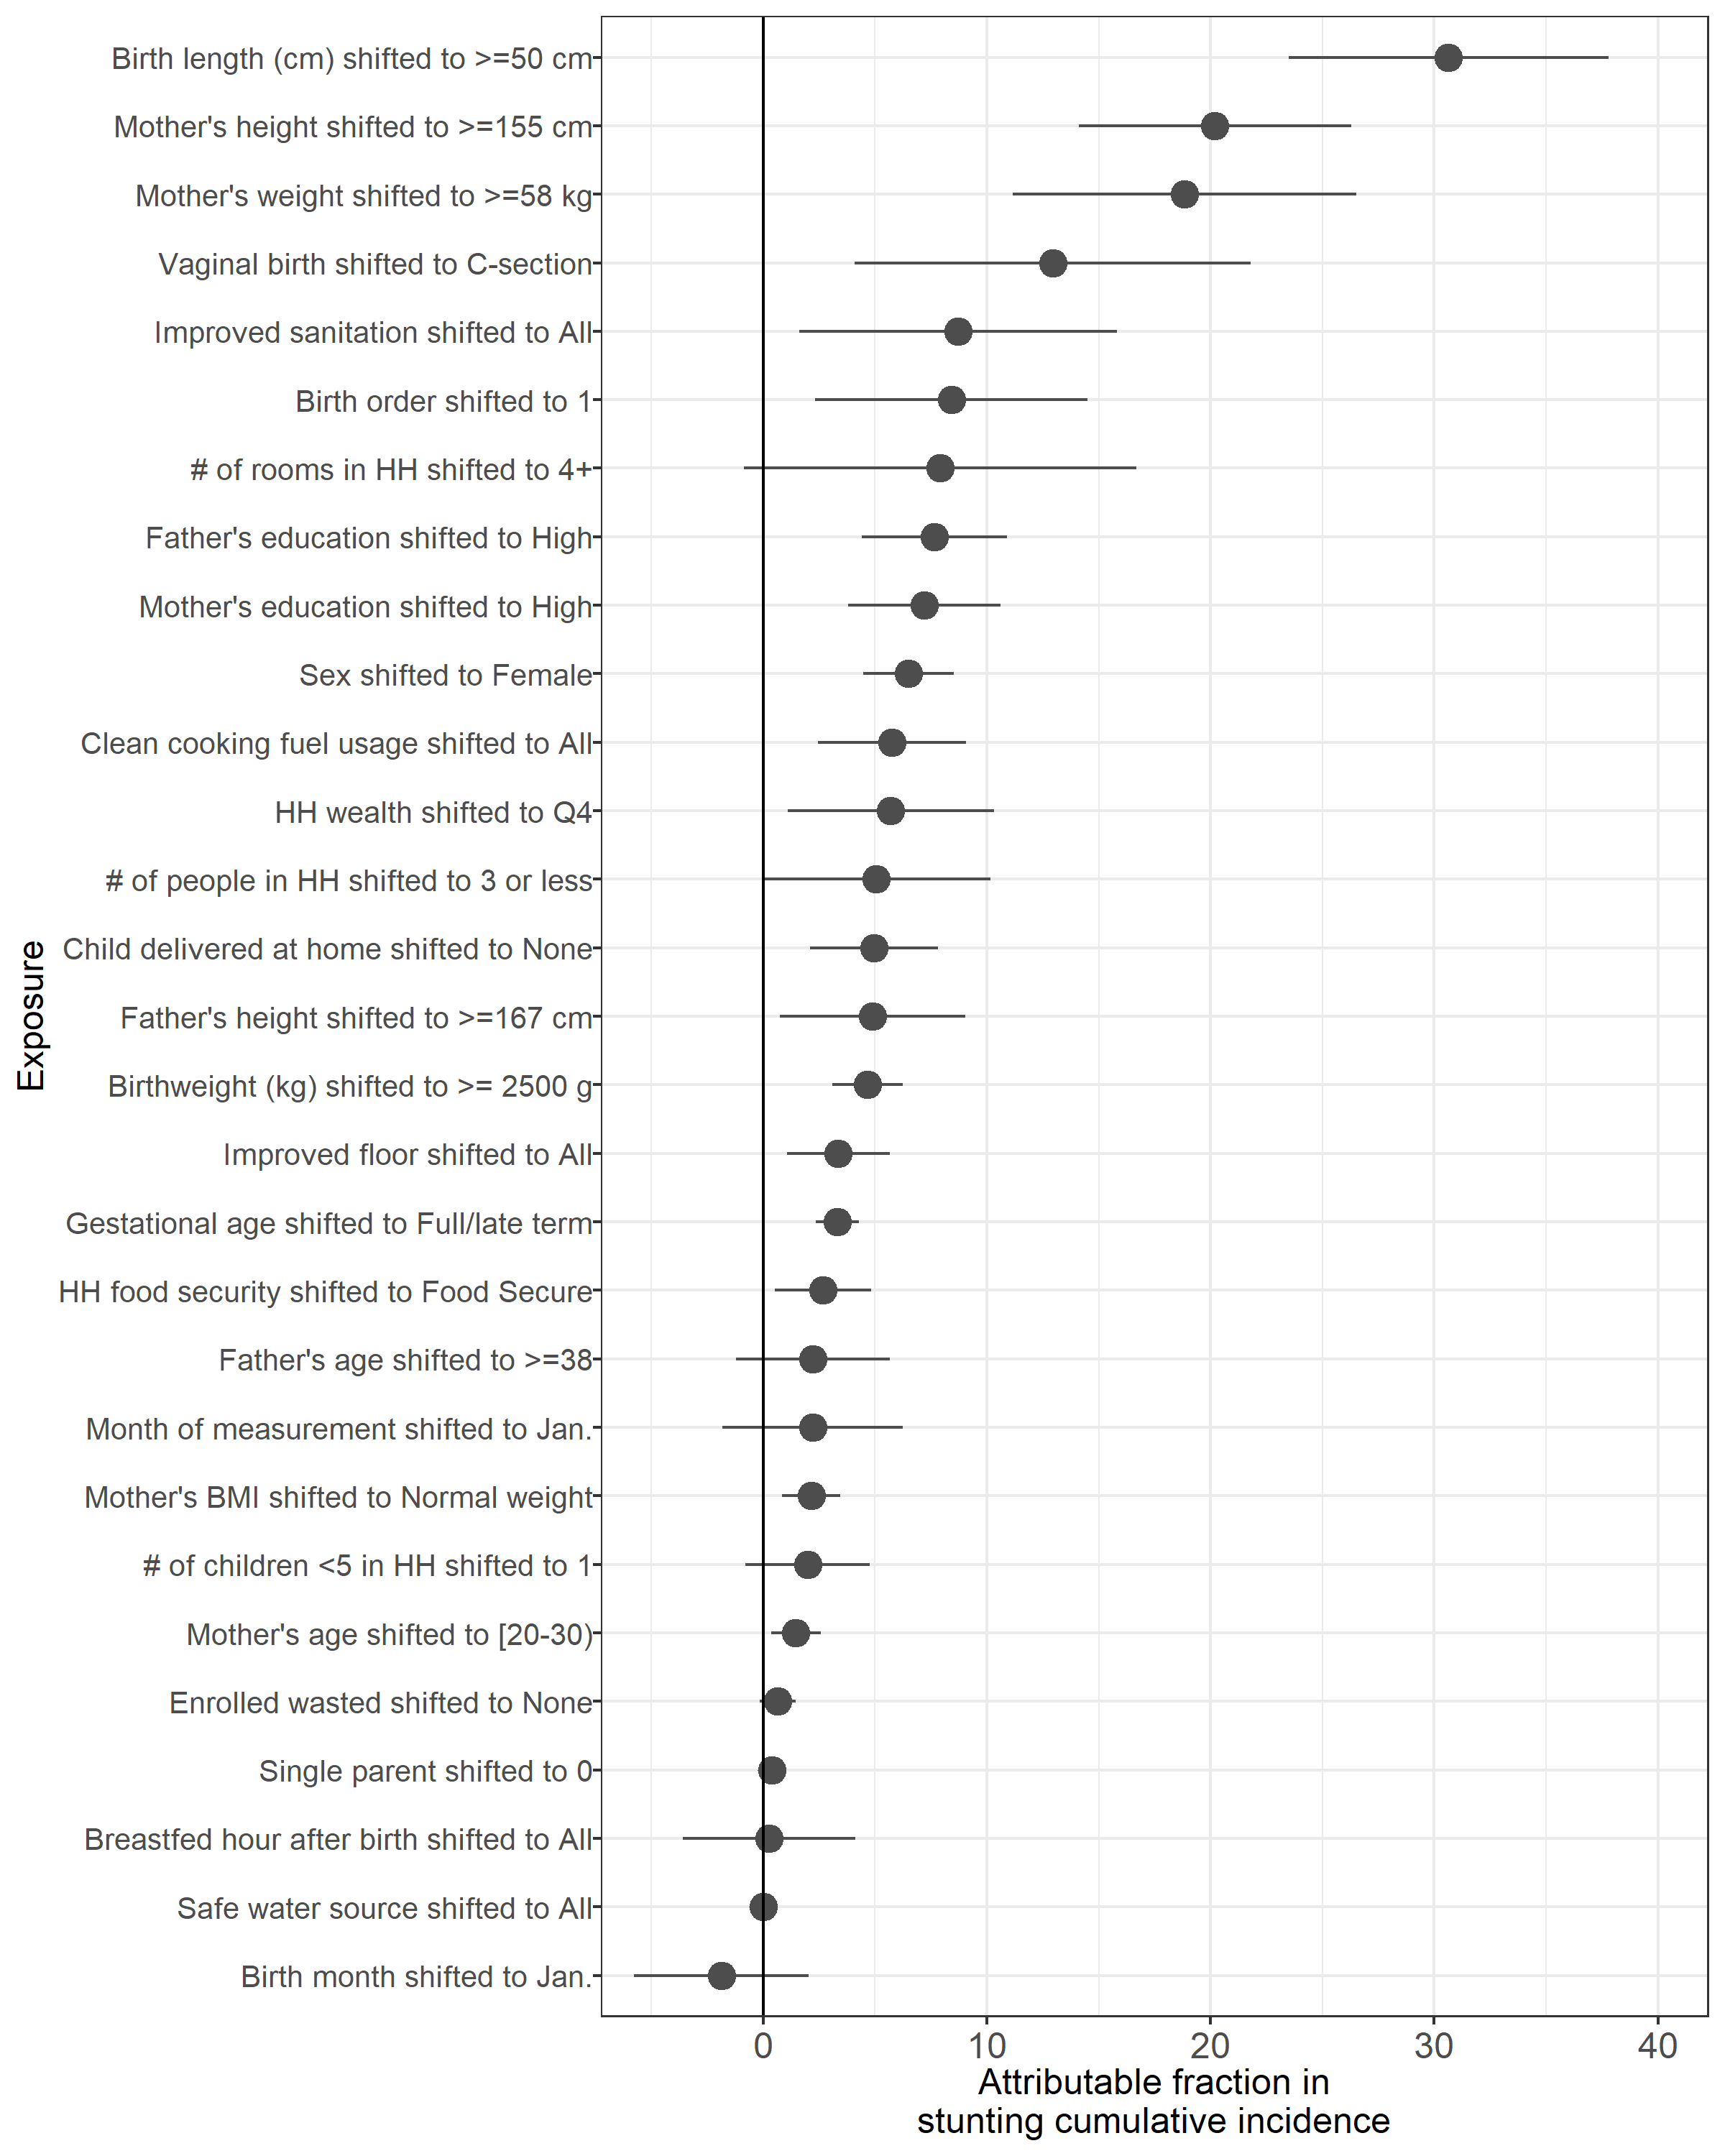 Birth length (cm) shifted to >=50 cm
Mother's height shifted to >=155 cm
Mother's weight shifted to >=58 kg
Vaginal birth shifted to C-section
Improved sanitation shifted to All
Birth order shifted to 1
# of rooms in HH shifted to 4+
Father's education shifted to High
Mother's education shifted to High
Sex shifted to Female
Clean cooking fuel usage shifted to All
HH wealth shifted to Q4
# of people in HH shifted to 3 or less
Child delivered at home shifted to None
Father's height shifted to >=167 cm
Birthweight (kg) shifted to >= 2500 g
Improved floor shifted to All
Gestational age shifted to Full/late term
HH food security shifted to Food Secure
Father's age shifted to >=38
Month of measurement shifted to Jan.
Mother's BMI shifted to Normal weight
# of children <5 in HH shifted to 1
Mother's age shifted to [20-30)
Enrolled wasted shifted to None
Single parent shifted to 0
Breastfed hour after birth shifted to All
Safe water source shifted to All
Birth month shifted to Jan.
Exposure
0 10 20 30 40
Attributable fraction in
stunting cumulative incidence